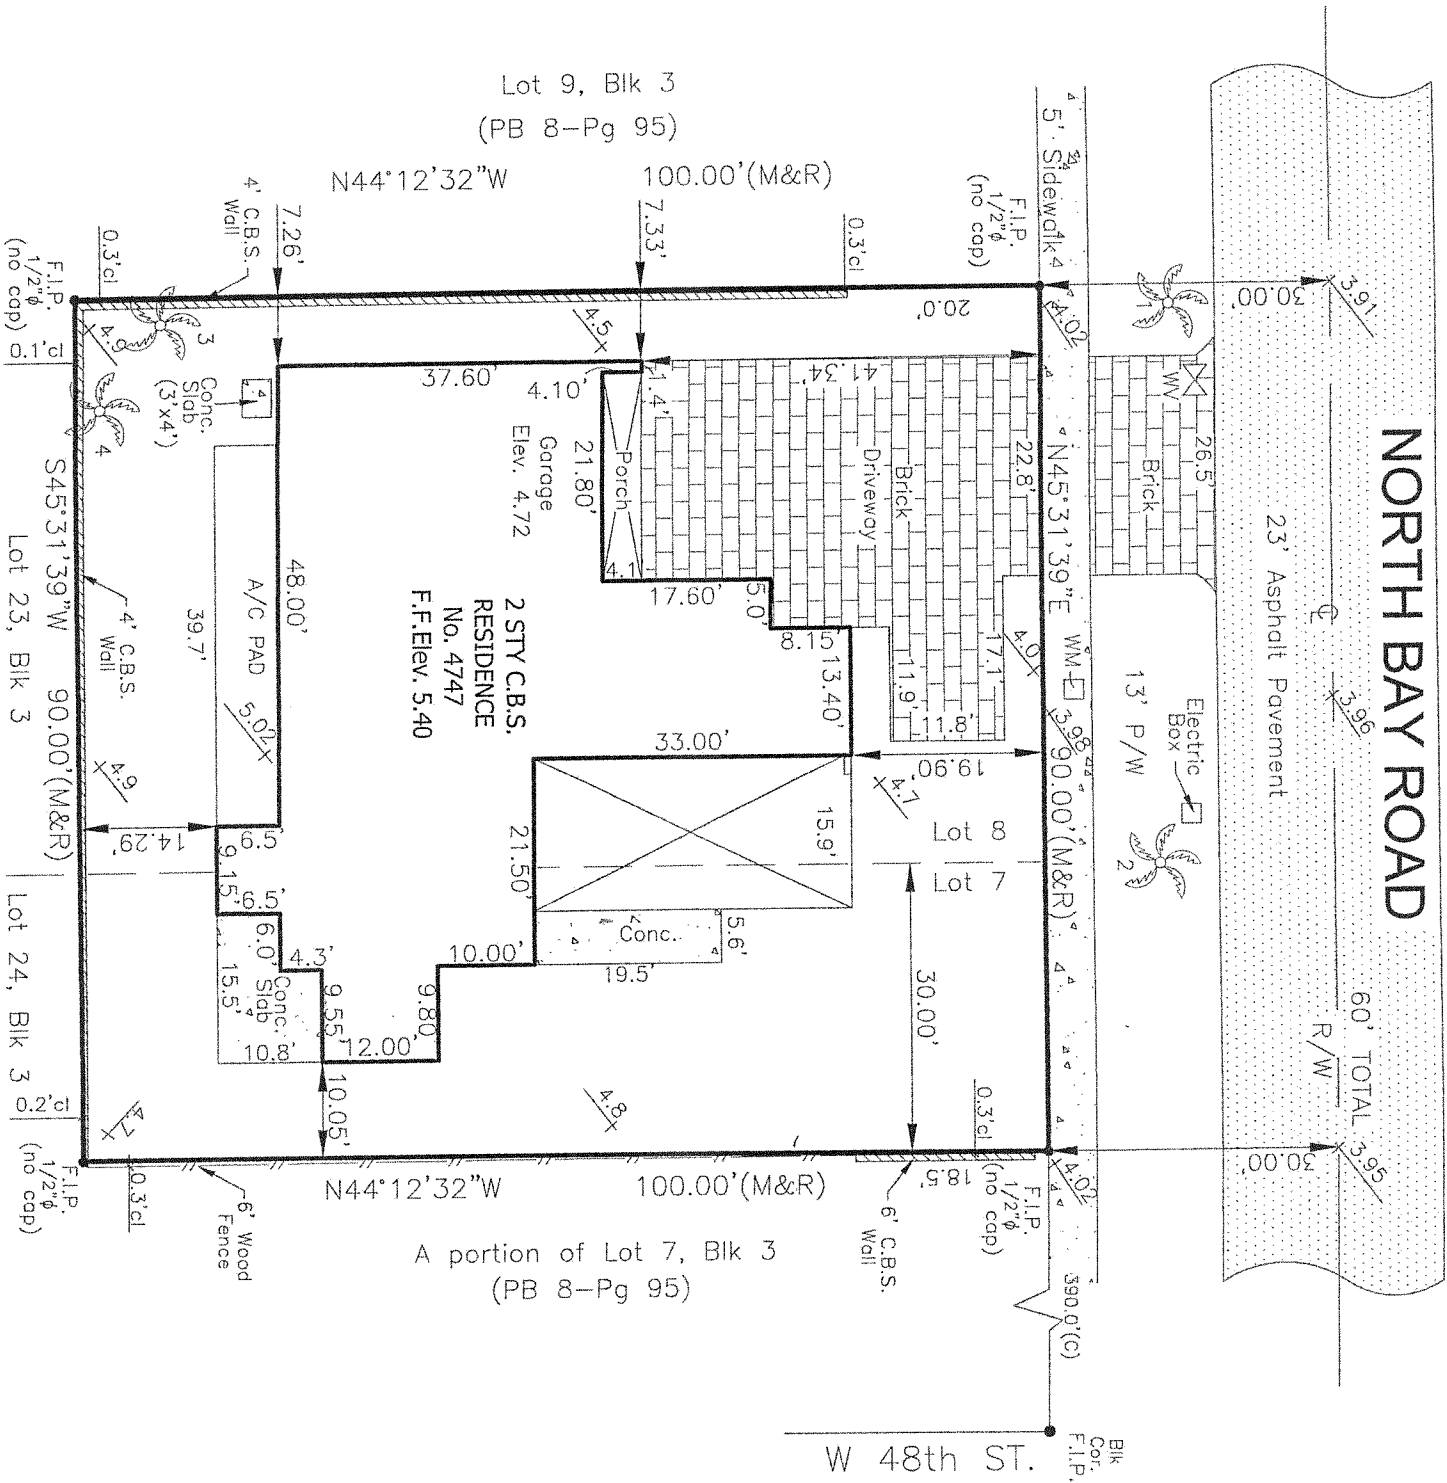 NORTH BAY ROAD
60' TOTAL
R/W
23' Asphalt Pavement
3.91
3.96
3.95
30.00'
30.00'
26.5'
WV
Brick
1
2
Electric
Box
13' P/W
5' Sidewalk
4.02
WM
3.98
4.02
390.0'(C)
Blk
Cor.
F.I.P.
W 48th ST.
N45°31'39"E
90.00'(M&R)
F.I.P.
1/2"ø
(no cap)
F.I.P.
1/2"ø
(no cap)
Lot 9, Blk 3
(PB 8-Pg 95)
N44°12'32"W
100.00'(M&R)
7.26'
7.33'
0.3'cl
0.3'cl
4' C.B.S.
Wall
F.I.P.
1/2"ø
(no cap)
0.1'cl
20.0'
22.8'
41.34'
4.01
17.1'
11.8'
11.9'
Brick
Driveway
1.4'
4.10'
37.60'
4.5
Porch
21.80'
4.1
Garage
Elev. 4.72
17.60'
5.0'
8.15'
13.40'
19.90'
4.7
33.00'
15.9'
Lot 8
Lot 7
30.00'
21.50'
5.6'
Conc.
19.5'
10.00'
9.80
12.00'
9.55'
4.3'
6.0'
Conc.
Slab
15.5'
10.8'
10.05'
2 STY C.B.S.
RESIDENCE
No. 4747
F.F.Elev. 5.40
48.00'
A/C PAD
39.7'
5.02
6.5'
9.15'
6.5'
14.29'
Conc.
Slab
(3'x4')
3
4
4.9
4.9
4.7
4.8
4' C.B.S.
Wall
S45°31'39"W
90.00'(M&R)
Lot 23, Blk 3
Lot 24, Blk 3
0.2'cl
F.I.P.
1/2"ø
(no cap)
0.3'cl
6' Wood
Fence
N44°12'32"W
100.00'(M&R)
0.3'cl
18.5'
6' C.B.S.
Wall
A portion of Lot 7, Blk 3
(PB 8-Pg 95)